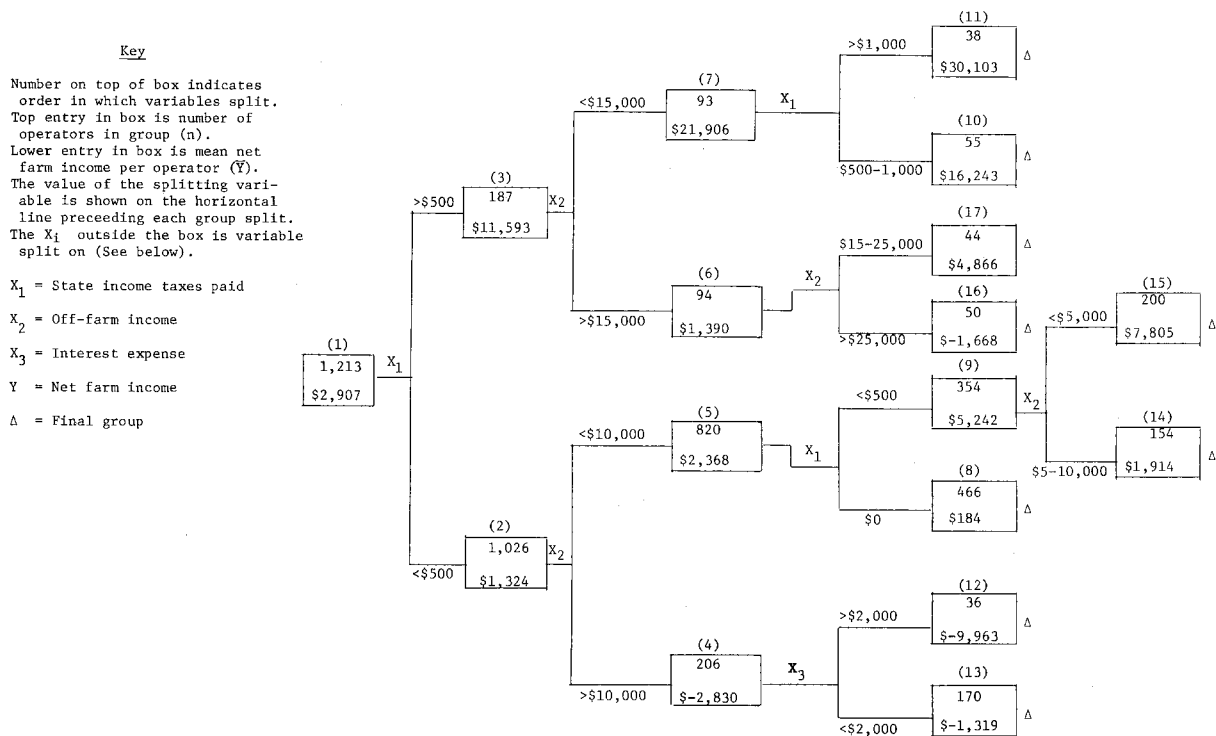 Key
Number on top of box indicates
order in which variables split.
Top entry in box is number of
operators in group (n).
Lower entry in box is mean net
farm income per operator (Ȳ).
The value of the splitting vari-
able is shown on the horizontal
line preceeding each group split.
The Xi outside the box is variable
split on (See below).
X1 = State income taxes paid
X2 = Off-farm income
X3 = Interest expense
Y = Net farm income
Δ = Final group
(1)
1,213
$2,907
X1
>$500
(3)
187
$11,593
X2
<$500
(2)
1,026
$1,324
X2
<$15,000
(7)
93
$21,906
X1
>$15,000
(6)
94
$1,390
X2
<$10,000
(5)
820
$2,368
X1
>$10,000
(4)
206
$-2,830
X3
>$1,000
(11)
38
$30,103
Δ
$500-1,000
(10)
55
$16,243
Δ
$15-25,000
(17)
44
$4,866
Δ
>$25,000
(16)
50
$-1,668
Δ
<$500
(9)
354
$5,242
X2
$0
(8)
466
$184
Δ
>$2,000
(12)
36
$-9,963
Δ
<$2,000
(13)
170
$-1,319
Δ
<$5,000
(15)
200
$7,805
Δ
$5-10,000
(14)
154
$1,914
Δ